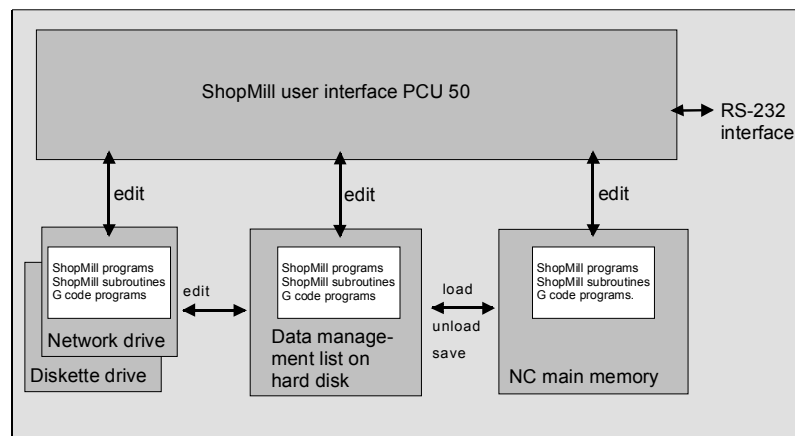 ShopMill user interface PCU 50
RS-232
interface
edit
edit
edit
ShopMill programs
ShopMill subroutines
G code programs
Network drive
Diskette drive
edit
ShopMill programs
ShopMill subroutines
G code programs
Data manage-
ment list on
hard disk
load
unload
save
ShopMill programs
ShopMill subroutines
G code programs.
NC main memory